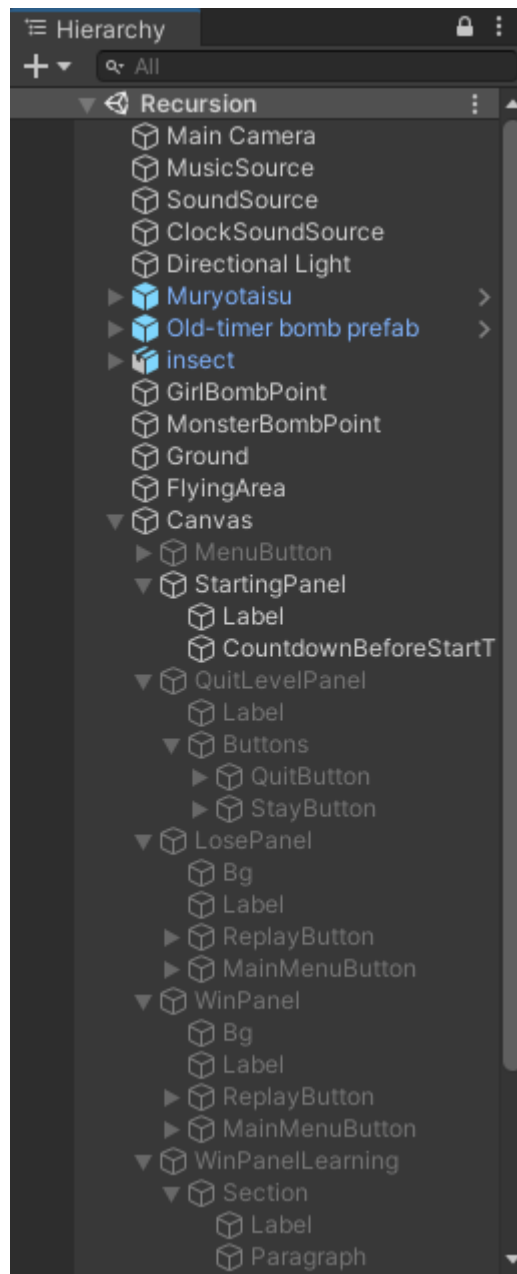 Hierarchy
All
Recursion
Main Camera
MusicSource
SoundSource
ClockSoundSource
Directional Light
Muryotaisu
Old-timer bomb prefab
insect
GirlBombPoint
MonsterBombPoint
Ground
FlyingArea
Canvas
MenuButton
StartingPanel
Label
CountdownBeforeStartT
QuitLevelPanel
Label
Buttons
QuitButton
StayButton
LosePanel
Bg
Label
ReplayButton
MainMenuButton
WinPanel
Bg
Label
ReplayButton
MainMenuButton
WinPanelLearning
Section
Label
Paragraph